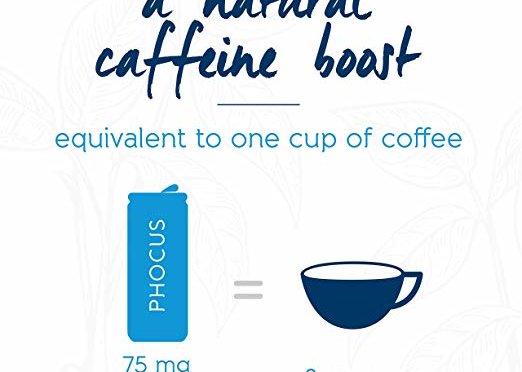 a natural
caffeine boost
equivalent to one cup of coffee
PHOCUS
=
75 mg